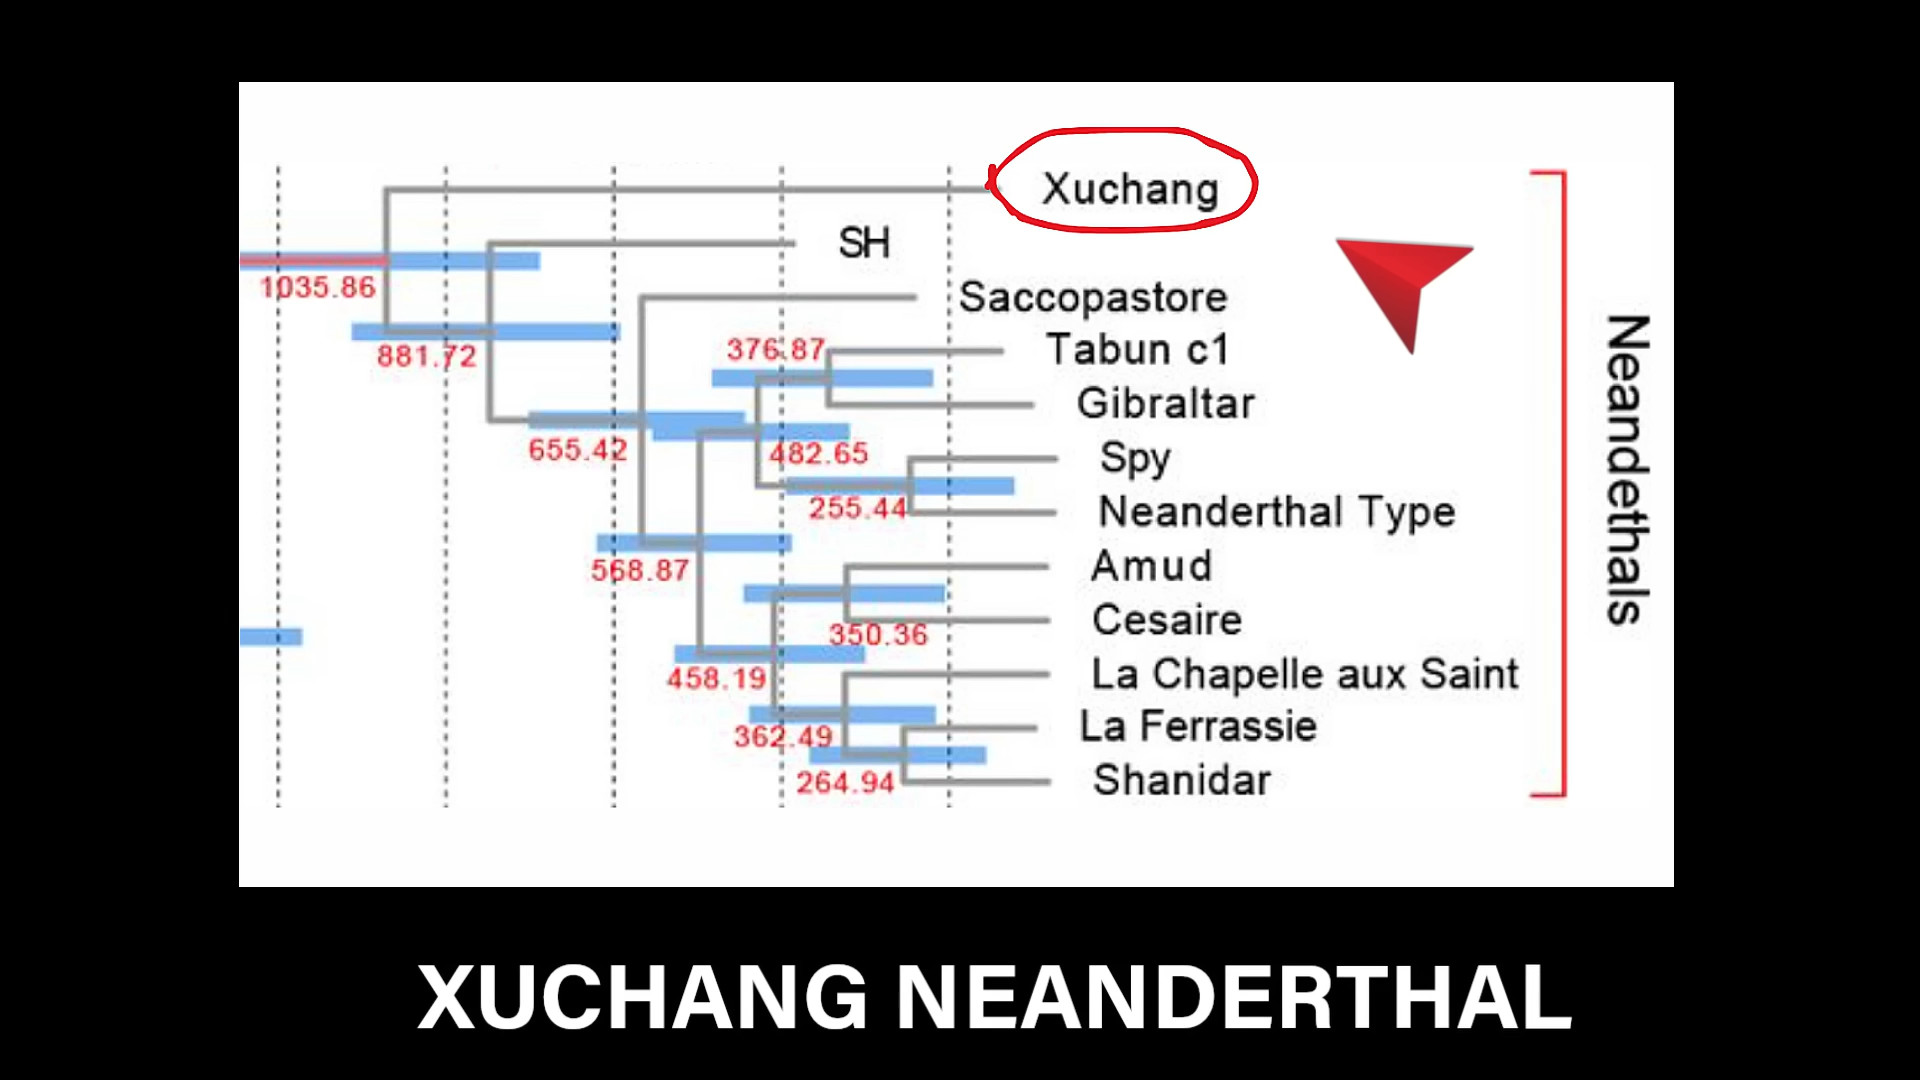 Xuchang
SH
1035.86
Saccopastore
376.87
Tabun c1
881.72
Gibraltar
655.42
482.65
Spy
255.44
Neanderthal Type
568.87
Amud
Cesaire
350.36
458.19
La Chapelle aux Saint
362.49
La Ferrassie
264.94
Shanidar
Neandethals
XUCHANG NEANDERTHAL